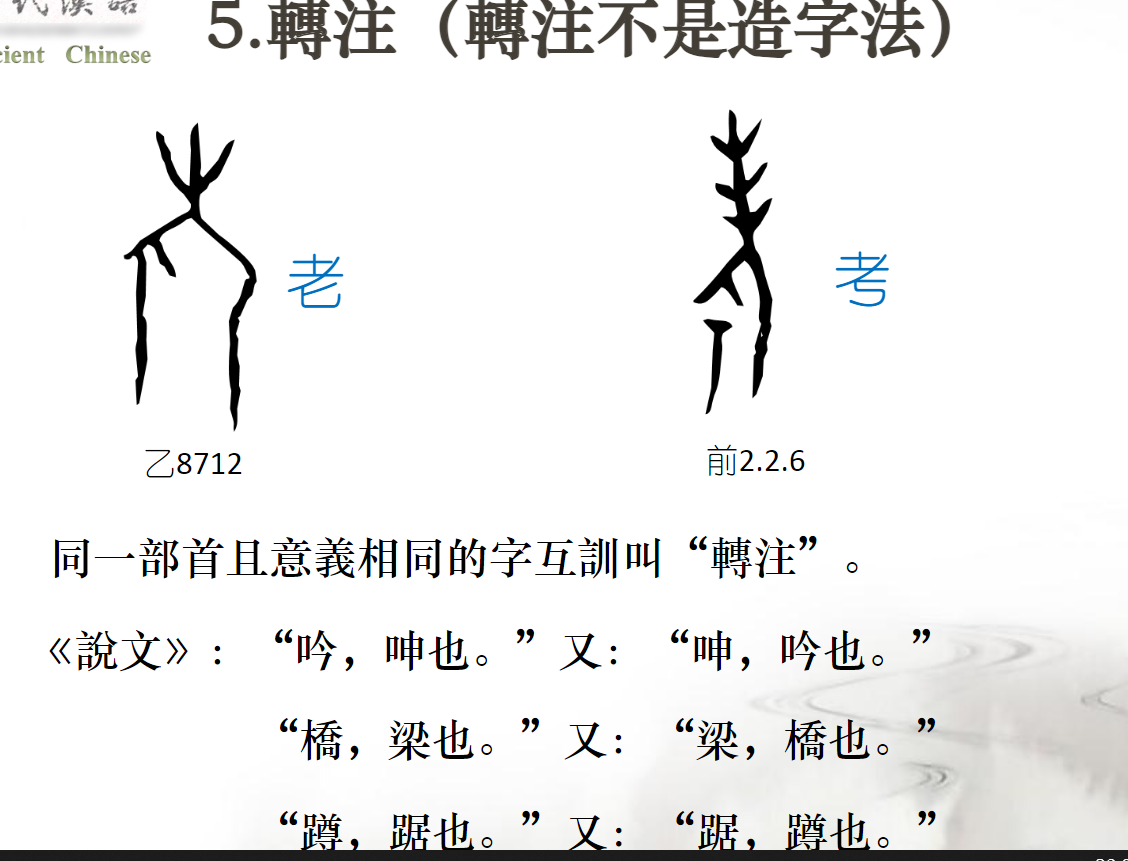 代漢語
cient Chinese
5.轉注（轉注不是造字法）
老
考
乙8712
前2.2.6
同一部首且意義相同的字互訓叫“轉注”。
《說文》：“吟，呻也。”又：“呻，吟也。”
“橋，梁也。”又：“梁，橋也。”
“蹲，踞也。”又：“踞，蹲也。”